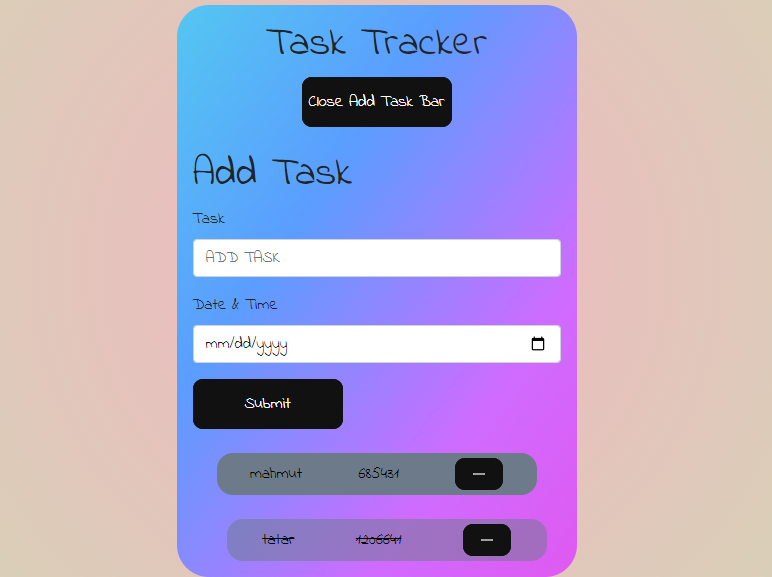 Task Tracker
Close Add Task Bar
Add Task
Task
ADD TASK
Date & Time
mm/dd/yyyy
Submit
mahmut 685431 —
tatar 1206641 —